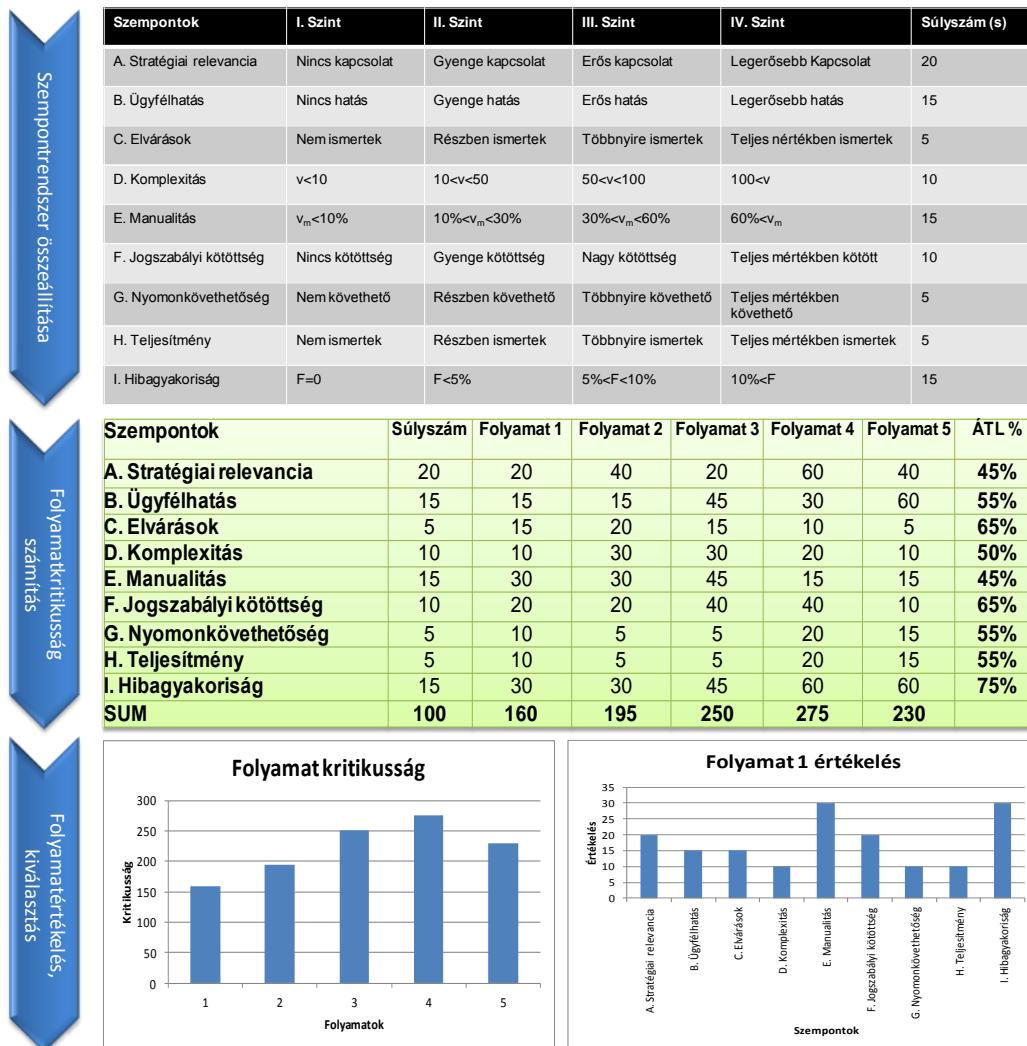 Szempontrendszer összeállítása
Szempontok I. Szint II. Szint III. Szint IV. Szint Súlyszám (s)
A. Stratégiai relevancia Nincs kapcsolat Gyenge kapcsolat Erős kapcsolat Legerősebb Kapcsolat 20
B. Ügyfélhatás Nincs hatás Gyenge hatás Erős hatás Legerősebb hatás 15
C. Elvárások Nem ismertek Részben ismertek Többnyire ismertek Teljes nértékben ismertek 5
D. Komplexitás v<10 10<v<50 50<v<100 100<v 10
E. Manualitás vm<10% 10%<vm<30% 30%<vm<60% 60%<vm 15
F. Jogszabályi kötöttség Nincs kötöttség Gyenge kötöttség Nagy kötöttség Teljes mértékben kötött 10
G. Nyomonkövethetőség Nem követhető Részben követhető Többnyire követhető Teljes mértékben követhető 5
H. Teljesítmény Nem ismertek Részben ismertek Többnyire ismertek Teljes mértékben ismertek 5
I. Hibagyakoriság F=0 F<5% 5%<F<10% 10%<F 15
Folyamatkritikusság
számítás
Szempontok Súlyszám Folyamat 1 Folyamat 2 Folyamat 3 Folyamat 4 Folyamat 5 ÁTL %
A. Stratégiai relevancia 20 20 40 20 60 40 45%
B. Ügyfélhatás 15 15 15 45 30 60 55%
C. Elvárások 5 15 20 15 10 5 65%
D. Komplexitás 10 10 30 30 20 10 50%
E. Manualitás 15 30 30 45 15 15 45%
F. Jogszabályi kötöttség 10 20 20 40 40 10 65%
G. Nyomonkövethetőség 5 10 5 5 20 15 55%
H. Teljesítmény 5 10 5 5 20 15 55%
I. Hibagyakoriság 15 30 30 45 60 60 75%
SUM 100 160 195 250 275 230
Folyamatértékelés,
kiválasztás
Folyamat kritikusság
Kritikusság
300
250
200
150
100
50
0
1 2 3 4 5
Folyamatok
Folyamat 1 értékelés
Értékelés
35
30
25
20
15
10
5
0
A. Stratégiai relevancia
B. Ügyfélhatás
C. Elvárások
D. Komplexitás
E. Manualitás
F. Jogszabályi kötöttség
G. Nyomonkövethetőség
H. Teljesítmény
I. Hibagyakoriság
Szempontok